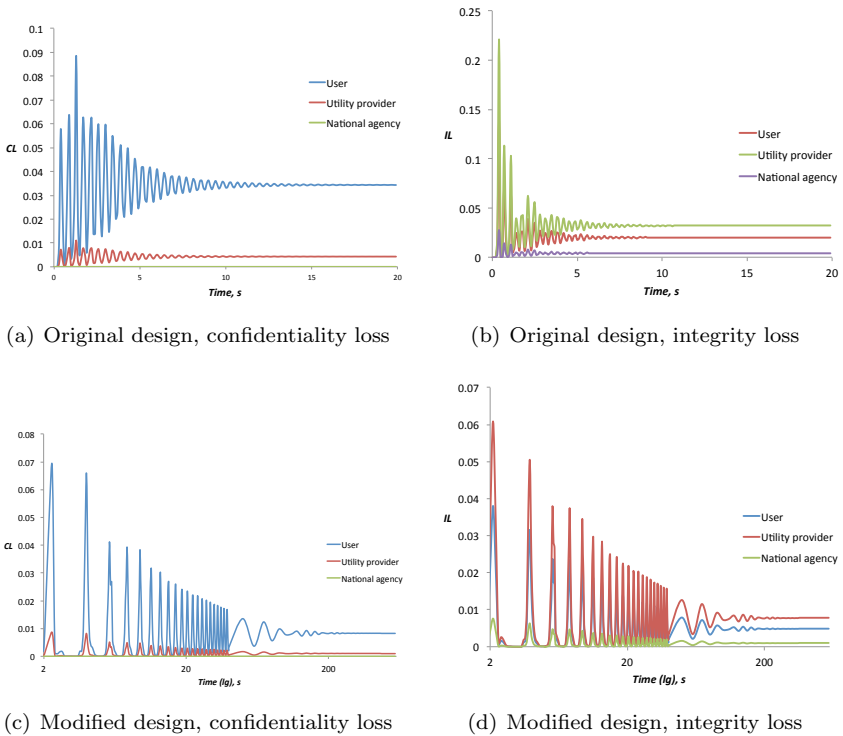 0.1
0.09
0.08
0.07
0.06
0.05
CL
0.04
0.03
0.02
0.01
0
0 5 10 15 20
Time, s
User
Utility provider
National agency
(a) Original design, confidentiality loss
0.25
0.2
0.15
IL
0.1
0.05
0
0 5 10 15 20
Time, s
User
Utility provider
National agency
(b) Original design, integrity loss
0.08
0.07
0.06
0.05
CL
0.04
0.03
0.02
0.01
0
2 20 200
Time (lg), s
User
Utility provider
National agency
(c) Modified design, confidentiality loss
0.07
0.06
0.05
0.04
IL
0.03
0.02
0.01
0
2 20 200
Time (lg), s
User
Utility provider
National agency
(d) Modified design, integrity loss